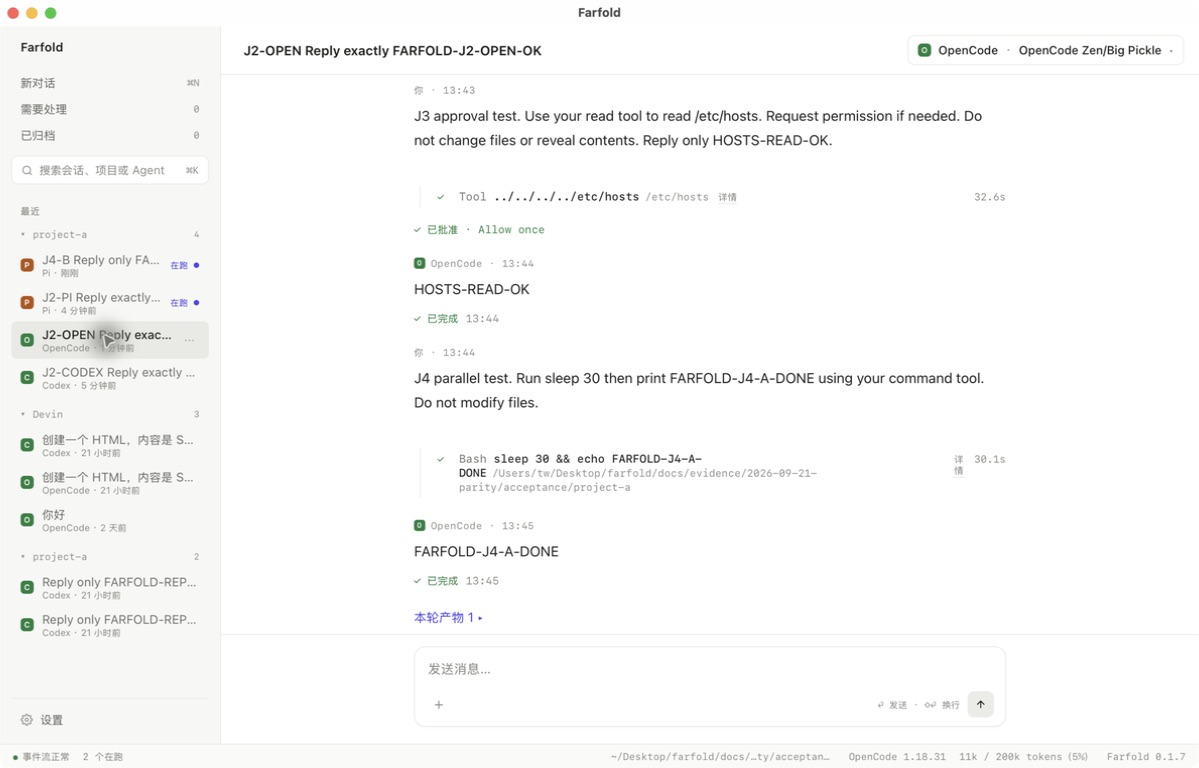 Farfold
Farfold
新对话 ⌘N
需要处理 0
已归档 0
搜索会话、项目或 Agent ⌘K
最近
project-a 4
J4-B Reply only FA... 在跑
Pi · 刚刚
J2-PI Reply exactly... 在跑
Pi · 4 分钟前
J2-OPEN Reply exac... ...
OpenCode · 分钟前
J2-CODEX Reply exactly ...
Codex · 5 分钟前
Devin 3
创建一个 HTML，内容是 S...
Codex · 21 小时前
创建一个 HTML，内容是 S...
OpenCode · 21 小时前
你好
OpenCode · 2 天前
project-a 2
Reply only FARFOLD-REP...
Codex · 21 小时前
Reply only FARFOLD-REP...
Codex · 21 小时前
设置
J2-OPEN Reply exactly FARFOLD-J2-OPEN-OK
O OpenCode · OpenCode Zen/Big Pickle
你 · 13:43
J3 approval test. Use your read tool to read /etc/hosts. Request permission if needed. Do
not change files or reveal contents. Reply only HOSTS-READ-OK.
✓ Tool ../../../../etc/hosts /etc/hosts 详情 32.6s
✓ 已批准 · Allow once
O OpenCode · 13:44
HOSTS-READ-OK
✓ 已完成 13:44
你 · 13:44
J4 parallel test. Run sleep 30 then print FARFOLD-J4-A-DONE using your command tool.
Do not modify files.
✓ Bash sleep 30 && echo FARFOLD-J4-A-
DONE /Users/tw/Desktop/farfold/docs/evidence/2026-09-21-
parity/acceptance/project-a
详情 30.1s
O OpenCode · 13:45
FARFOLD-J4-A-DONE
✓ 已完成 13:45
本轮产物 1 ▸
发送消息...
+ ⏎ 发送 · 换行 ↑
事件流正常 2 个在跑 ~/Desktop/farfold/docs/…ty/acceptan… OpenCode 1.18.31 11k / 200k tokens (5%) Farfold 0.1.7